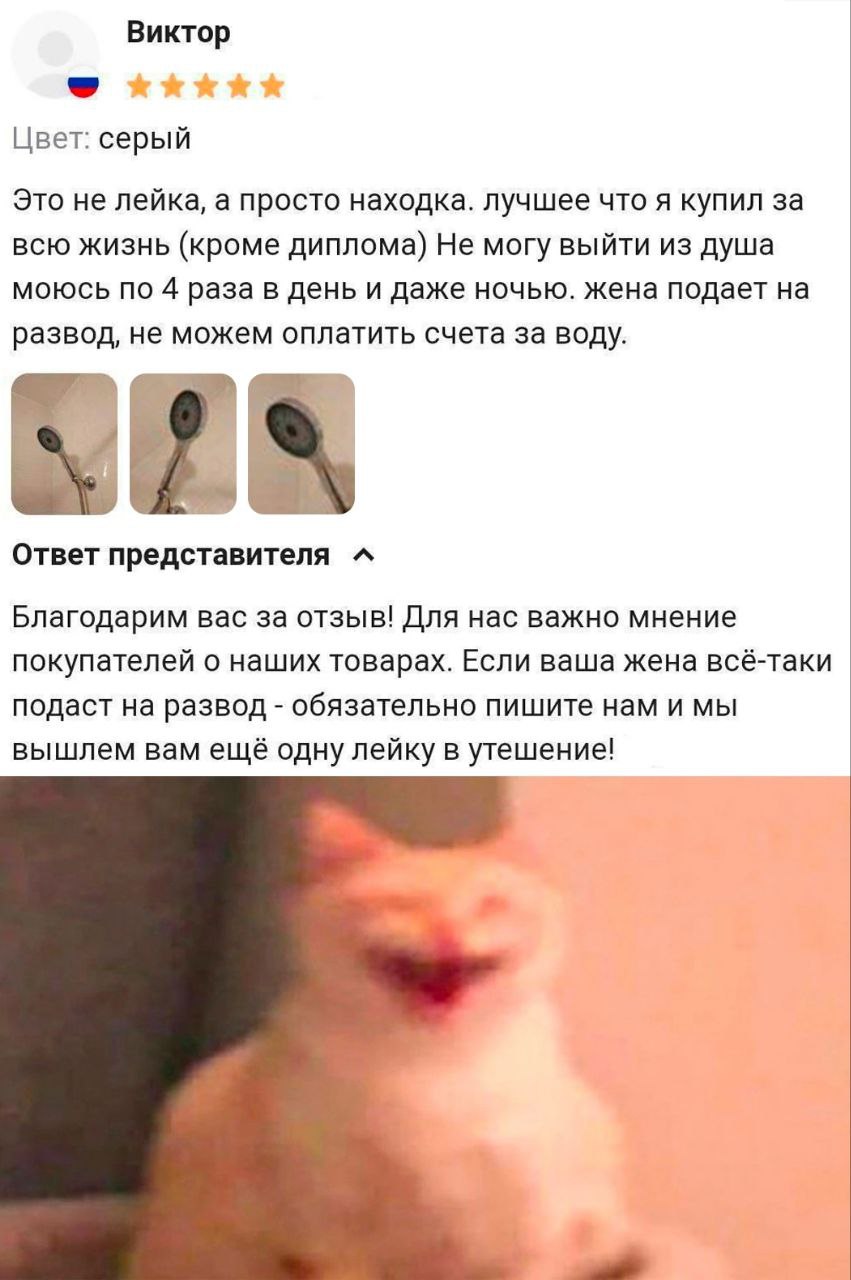 Виктор
Цвет: серый
Это не лейка, а просто находка. лучшее что я купил за
всю жизнь (кроме диплома) Не могу выйти из душа
моюсь по 4 раза в день и даже ночью. жена подает на
развод, не можем оплатить счета за воду.
Ответ представителя
Благодарим вас за отзыв! Для нас важно мнение
покупателей о наших товарах. Если ваша жена всё-таки
подаст на развод - обязательно пишите нам и мы
вышлем вам ещё одну лейку в утешение!